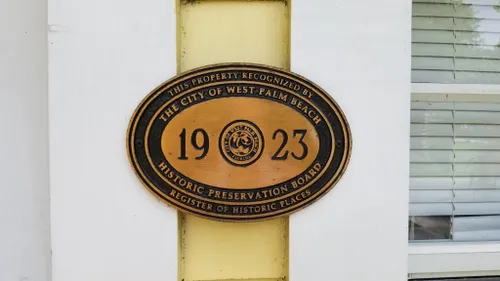 THIS PROPERTY RECOGNIZED BY
THE CITY OF WEST PALM BEACH
19 23
HISTORIC PRESERVATION BOARD
REGISTER OF HISTORIC PLACES